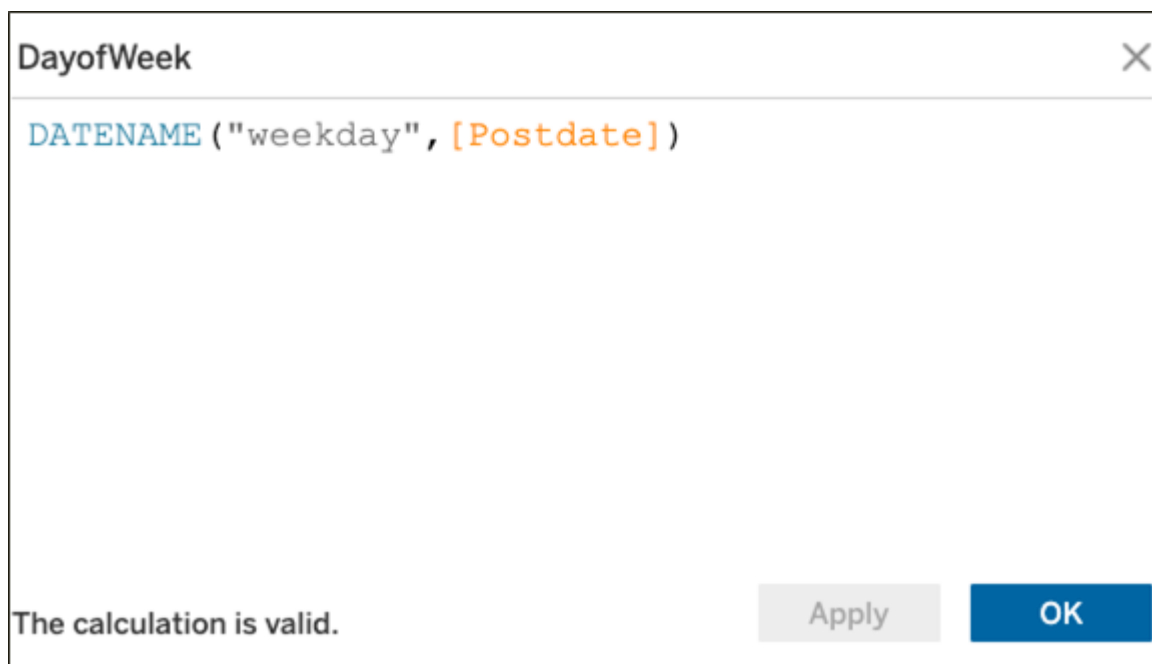 DayofWeek
DATENAME("weekday",[Postdate])
The calculation is valid.
Apply
OK